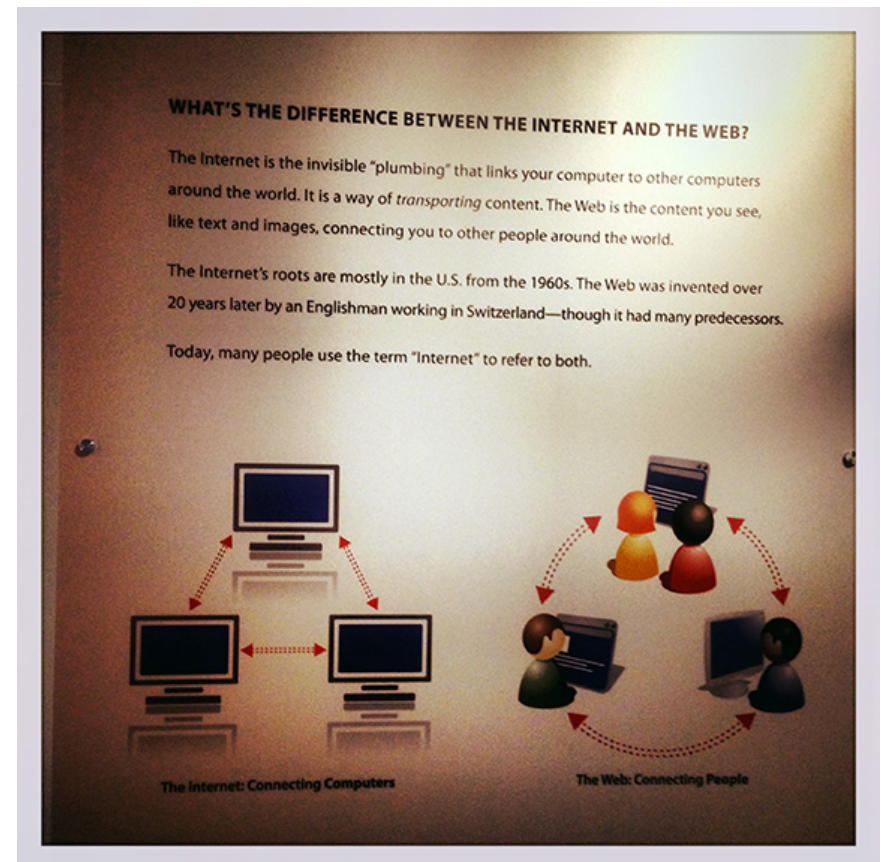 WHAT'S THE DIFFERENCE BETWEEN THE INTERNET AND THE WEB?
The Internet is the invisible "plumbing" that links your computer to other computers
around the world. It is a way of transporting content. The Web is the content you see,
like text and images, connecting you to other people around the world.
The Internet's roots are mostly in the U.S. from the 1960s. The Web was invented over
20 years later by an Englishman working in Switzerland—though it had many predecessors.
Today, many people use the term "Internet" to refer to both.
The Internet: Connecting Computers
The Web: Connecting People